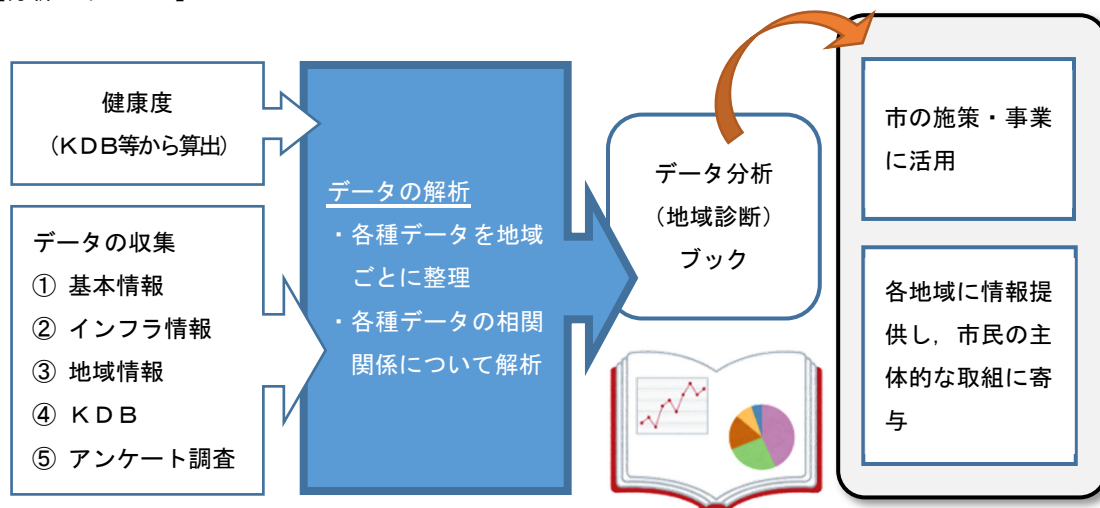 健康度
（ＫＤＢ等から算出）
データの収集
① 基本情報
② インフラ情報
③ 地域情報
④ ＫＤＢ
⑤ アンケート調査
データの解析
・各種データを地域
ごとに整理
・各種データの相関
関係について解析
データ分析
（地域診断）
ブック
市の施策・事業
に活用
各地域に情報提
供し，市民の主
体的な取組に寄
与